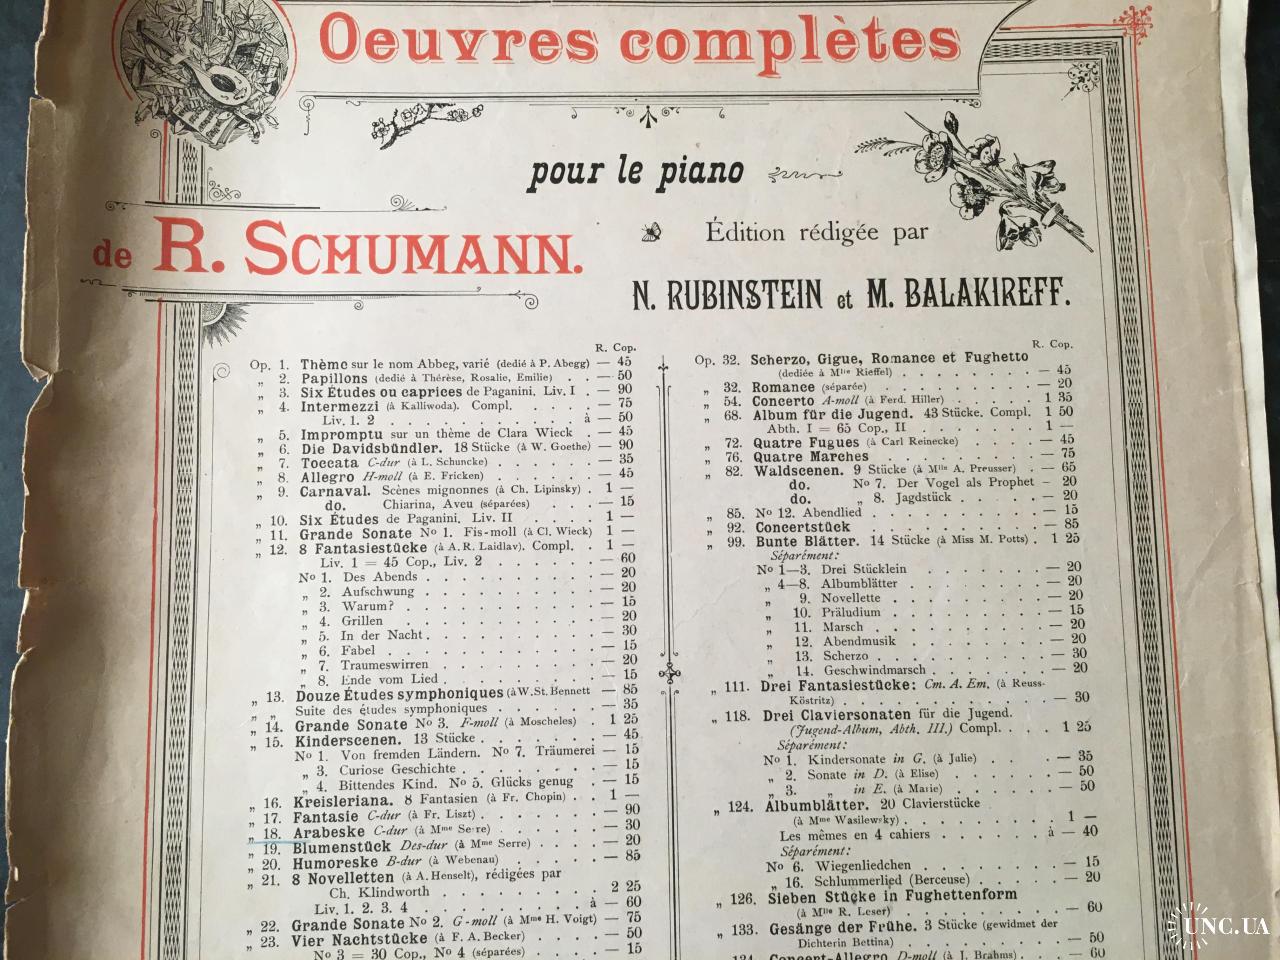 Oeuvres complètes
pour le piano
de R. SCHUMANN.
Édition rédigée par
N. RUBINSTEIN et M. BALAKIREFF.
R. Cop.
Op. 1. Thème sur le nom Abbeg, varié (dedié à P. Abegg) — 45
„ 2. Papillons (dedié à Thérèse, Rosalie, Emilie) . . — 50
„ 3. Six Études ou caprices de Paganini. Liv. I . — 90
„ 4. Intermezzi (à Kalliwoda). Compl. . . . . . — 75
Liv. 1. 2 . . . . . . . . . . . à — 50
„ 5. Impromptu sur un thème de Clara Wieck . — 45
„ 6. Die Davidsbündler. 18 Stücke (à W. Goethe) — 90
„ 7. Toccata C-dur (à L. Schuncke) . . . . . — 35
„ 8. Allegro H-moll (à E. Fricken) . . . . . — 45
„ 9. Carnaval. Scènes mignonnes (à Ch. Lipinsky) . 1 —
do. Chiarina, Aveu (séparées) . . . — 15
„ 10. Six Études de Paganini. Liv. II . . . . . 1 —
„ 11. Grande Sonate No 1. Fis-moll (à Cl. Wieck) 1 —
„ 12. 8 Fantasiestücke (à A. R. Laidlav). Compl. . 1 —
Liv. 1 = 45 Cop., Liv. 2 . . . . . . — 60
No 1. Des Abends . . . . . . . . . — 20
„ 2. Aufschwung . . . . . . . . . — 20
„ 3. Warum? . . . . . . . . . . — 15
„ 4. Grillen . . . . . . . . . . — 20
„ 5. In der Nacht . . . . . . . . . — 30
„ 6. Fabel . . . . . . . . . . . — 15
„ 7. Traumeswirren . . . . . . . . — 20
„ 8. Ende vom Lied . . . . . . . . — 15
„ 13. Douze Études symphoniques (à W. St. Bennett — 85
„ „ Suite des études symphoniques . . . . . — 35
„ 14. Grande Sonate No 3. F-moll (à Moscheles) . 1 25
„ 15. Kinderscenen. 13 Stücke . . . . . . . — 45
No 1. Von fremden Ländern. No 7. Träumerei — 15
„ 3. Curiose Geschichte . . . . . . . — 15
„ 4. Bittendes Kind. No 5. Glücks genug . — 15
„ 16. Kreisleriana. 8 Fantasien (à Fr. Chopin) . . 1 —
„ 17. Fantasie C-dur (à Fr. Liszt) . . . . . . — 90
„ 18. Arabeske C-dur (à Mme Serre) . . . . . — 30
„ 19. Blumenstück Des-dur (à Mme Serre) . . . — 20
„ 20. Humoreske B-dur (à Webenau) . . . . . — 85
„ 21. 8 Novelletten (à A. Henselt), rédigées par
Ch. Klindworth . . . . . . . . . 2 25
Liv. 1. 2. 3. 4 . . . . . . . . . à — 60
„ 22. Grande Sonate No 2. G-moll (à Mme H. Voigt) — 75
„ 23. Vier Nachtstücke (à F. A. Becker) . . . . — 50
No 3 = 30 Cop., No 4 (séparées) . . . . — 15
R. Cop.
Op. 32. Scherzo, Gigue, Romance et Fughetto
(dediée à Mlle Rieffel) . . . . . . . . — 45
„ 32. Romance (séparée) . . . . . . . . . — 20
„ 54. Concerto A-moll (à Ferd. Hiller) . . . . . 1 35
„ 68. Album für die Jugend. 43 Stücke. Compl. 1 50
Abth. I = 65 Cop., II . . . . . . . . 1 —
„ 72. Quatre Fugues (à Carl Reinecke) . . . . . — 45
„ 76. Quatre Marches . . . . . . . . . . — 75
„ 82. Waldscenen. 9 Stücke (à Mlle A. Preusser) . — 65
do. No 7. Der Vogel als Prophet — 20
do. „ 8. Jagdstück . . . . — 20
„ 85. No 12. Abendlied . . . . . . . . . . — 15
„ 92. Concertstück . . . . . . . . . . . — 85
„ 99. Bunte Blätter. 14 Stücke (à Miss M. Potts) . 1 25
Séparément:
No 1—3. Drei Stücklein . . . . . . . . — 20
„ 4—8. Albumblätter . . . . . . . . — 20
„ 9. Novellette . . . . . . . . . — 20
„ 10. Präludium . . . . . . . . . — 15
„ 11. Marsch . . . . . . . . . . — 20
„ 12. Abendmusik . . . . . . . . — 20
„ 13. Scherzo . . . . . . . . . . — 30
„ 14. Geschwindmarsch . . . . . . . — 20
„ 111. Drei Fantasiestücke: Cm. A. Em. (à Reuss-
Köstritz) . . . . . . . . . . . . — 30
„ 118. Drei Claviersonaten für die Jugend.
(Jugend-Album, Abth. III.) Compl. . . . 1 25
Séparément:
No 1. Kindersonate in G. (à Julie) . . . — 35
„ 2. Sonate in D. (à Elise) . . . . . — 50
„ 3. „ in E. (à Marie) . . . . — 50
„ 124. Albumblätter. 20 Clavierstücke
(à Mme Wasilewsky) . . . . . . . . . 1 —
Les mêmes en 4 cahiers . . . . . . à — 40
Séparément:
No 6. Wiegenliedchen . . . . . . . — 15
„ 16. Schlummerlied (Berceuse) . . . . . — 20
„ 126. Sieben Stücke in Fughettenform
(à Mlle R. Leser) . . . . . . . . . — 60
„ 133. Gesänge der Frühe. 3 Stücke (gewidmet der
Dichterin Bettina) . . . . . . . . . — 50
134. Concert-Allegro D-moll (à J. Brahms) . . . — 60
UNC.UA